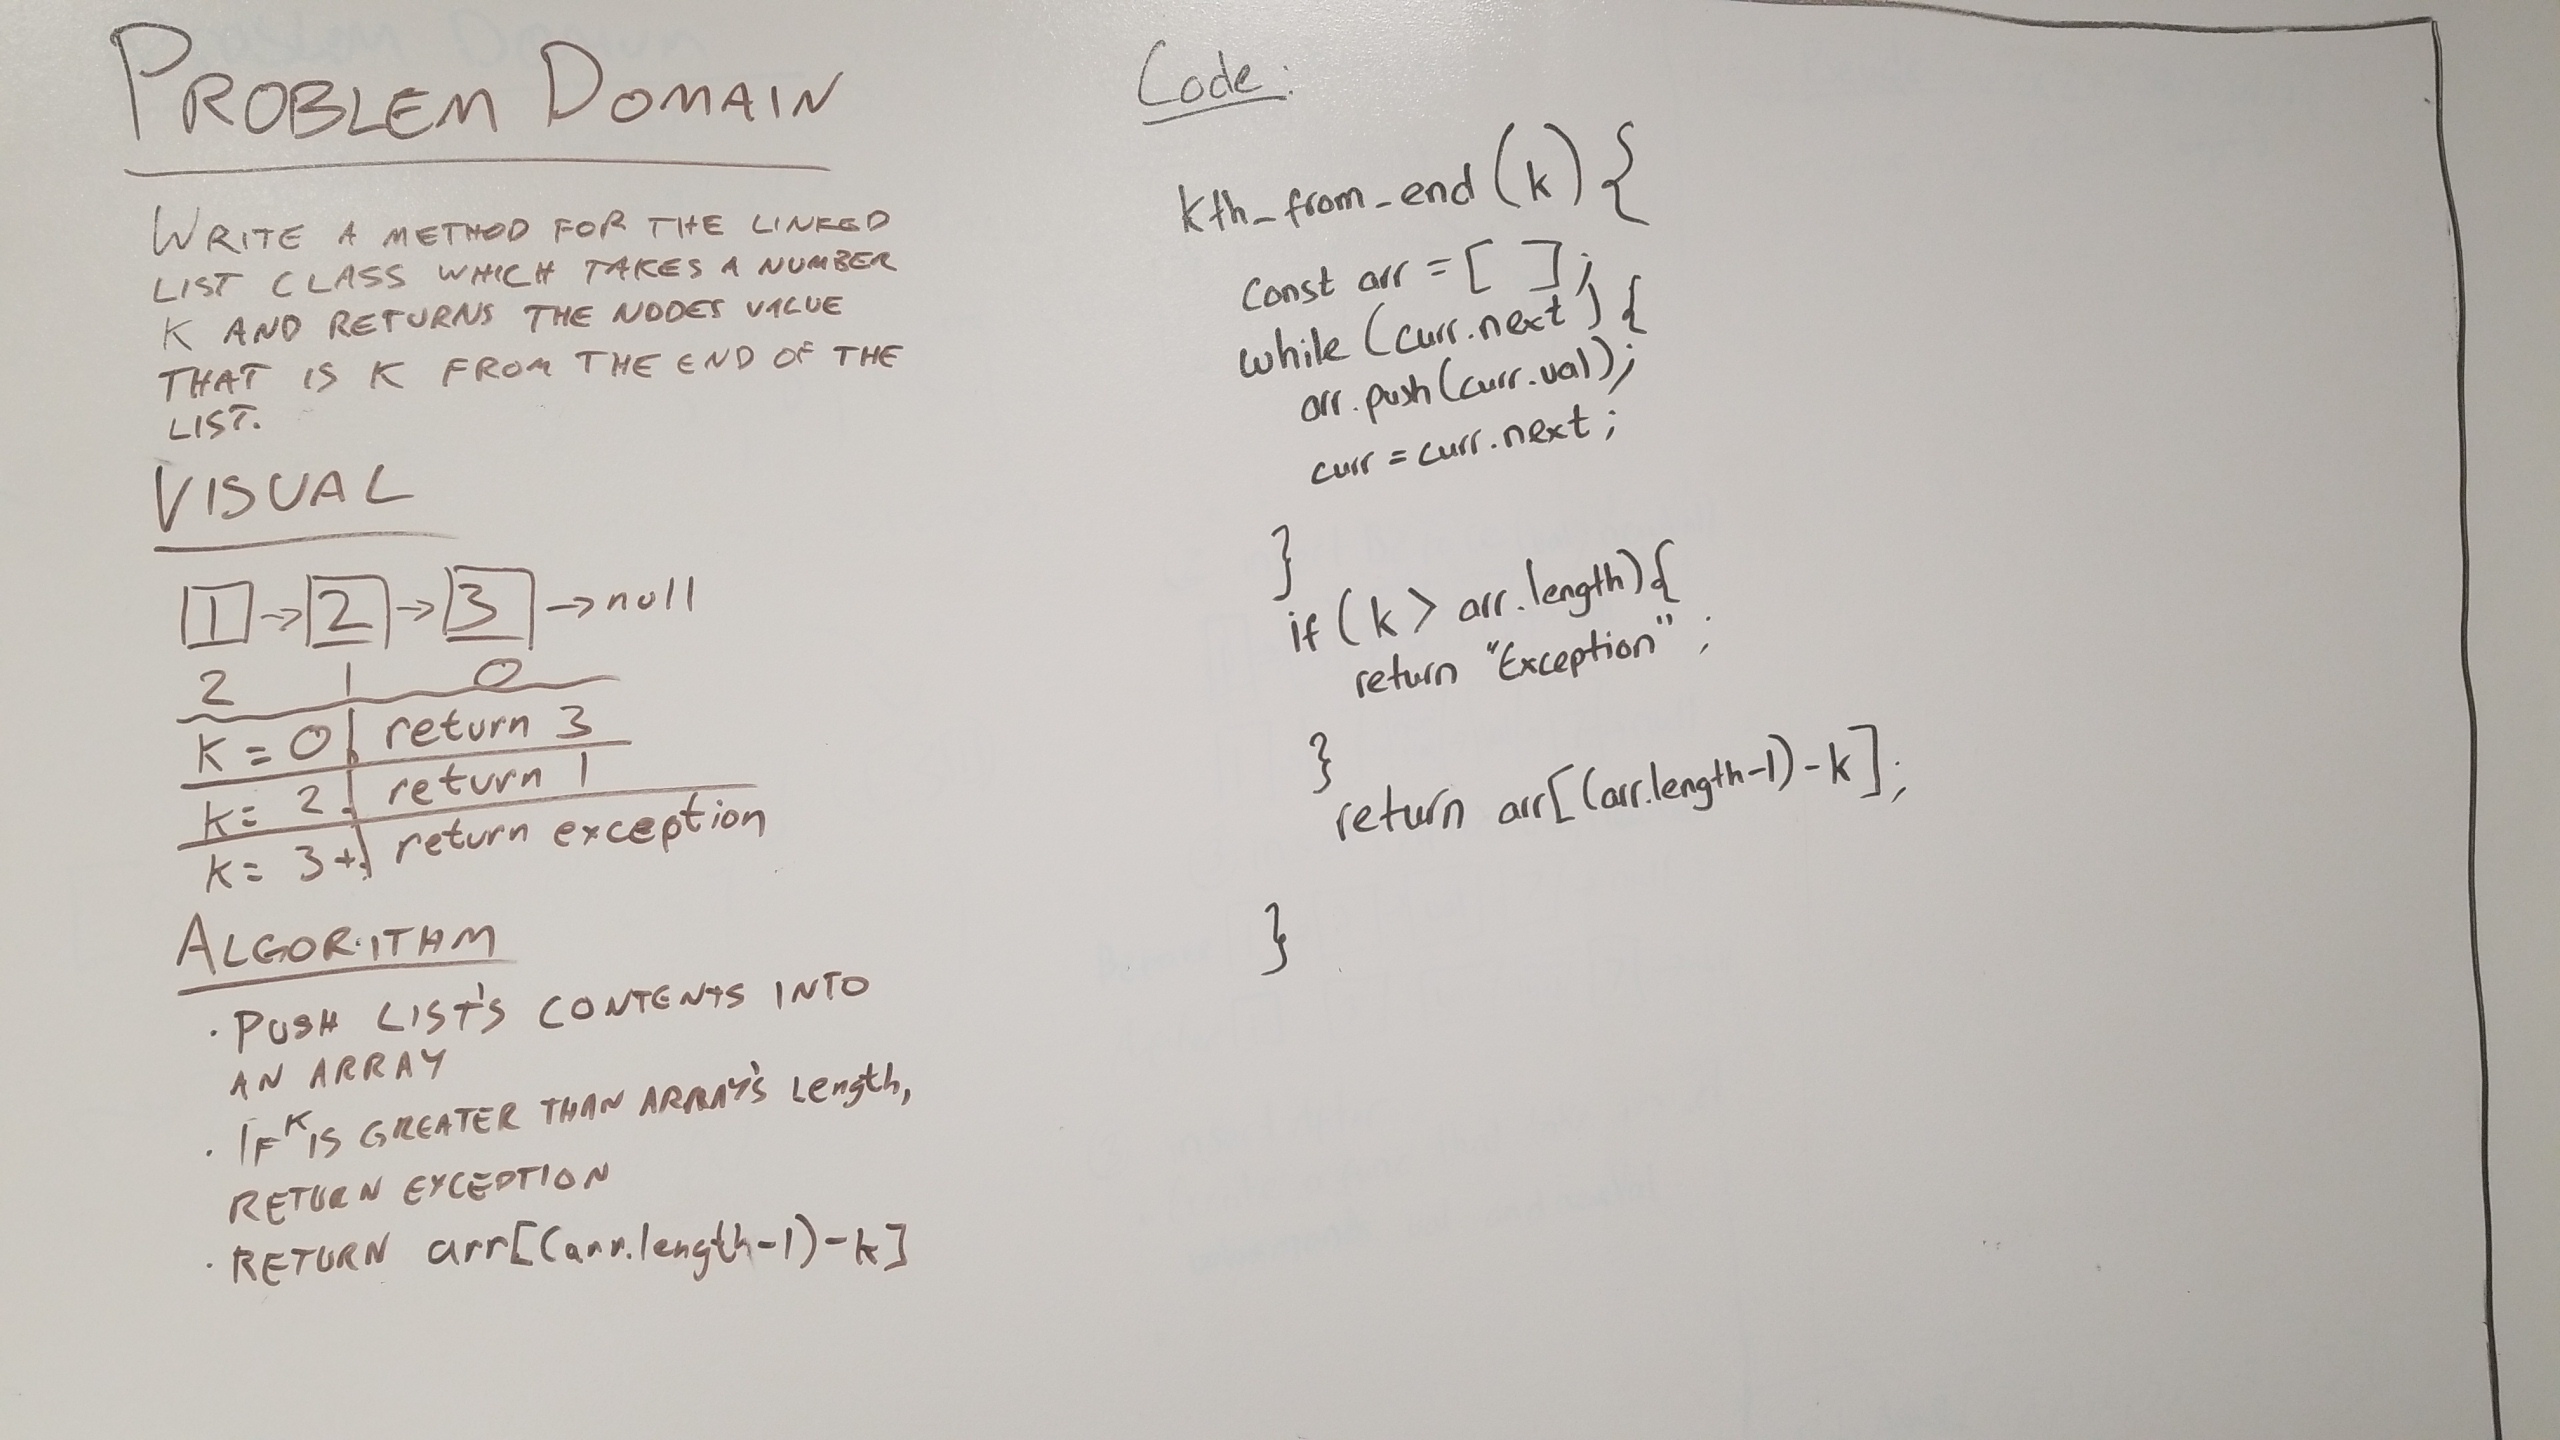 PROBLEM DOMAIN
WRITE A METHOD FOR THE LINKED
LIST CLASS WHICH TAKES A NUMBER
K AND RETURNS THE NODES VALUE
THAT IS K FROM THE END OF THE
LIST.
VISUAL
1 → 2 → 3 → null
2 1 0
K = 0 return 3
K = 2 return 1
K = 3+ return exception
ALGORITHM
· PUSH LIST'S CONTENTS INTO
AN ARRAY
· IF K IS GREATER THAN ARRAY'S Length,
RETURN EXCEPTION
· RETURN arr[(arr.length-1)-k]
Code:
kth_from_end (k) {
const arr = [ ];
while (curr.next) {
arr.push(curr.val);
curr = curr.next;
}
if (k > arr.length) {
return "Exception";
}
return arr[(arr.length-1)-k];
}